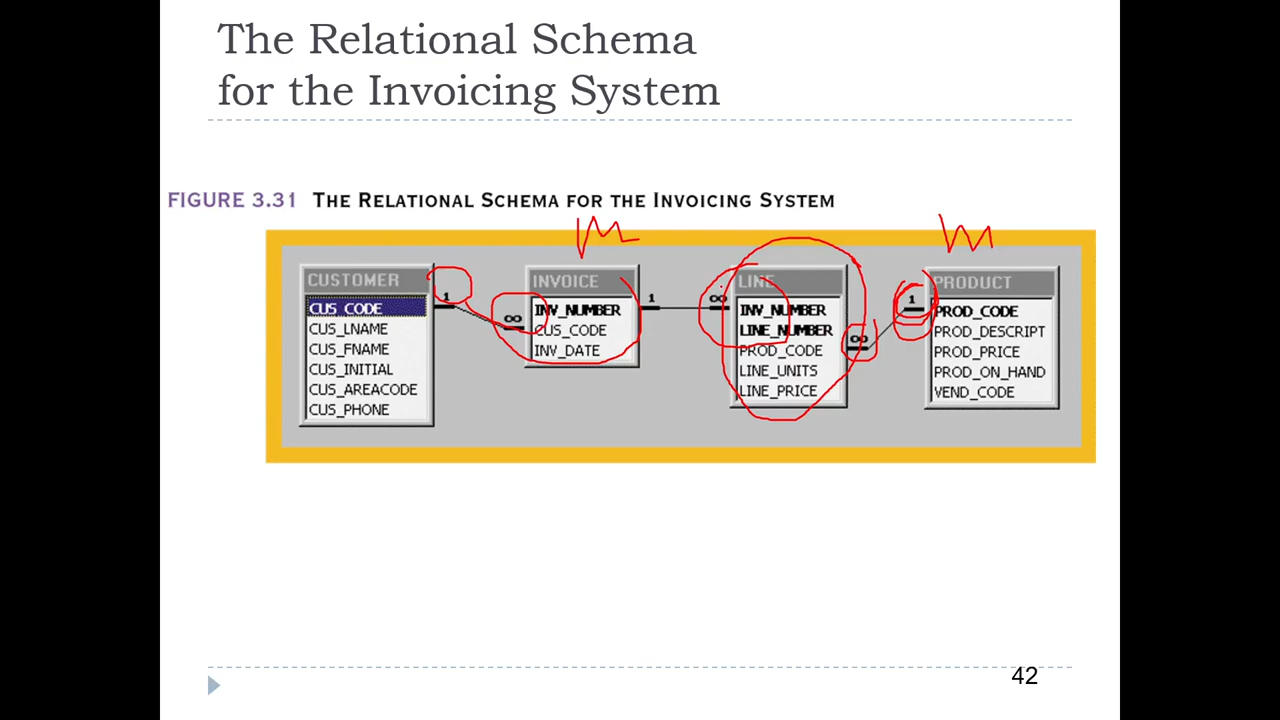 The Relational Schema
for the Invoicing System
FIGURE 3.31 THE RELATIONAL SCHEMA FOR THE INVOICING SYSTEM
CUSTOMER
CUS_CODE
CUS_LNAME
CUS_FNAME
CUS_INITIAL
CUS_AREACODE
CUS_PHONE
1
∞
INVOICE
INV_NUMBER
CUS_CODE
INV_DATE
1
∞
LINE
INV_NUMBER
LINE_NUMBER
PROD_CODE
LINE_UNITS
LINE_PRICE
∞
1
PRODUCT
PROD_CODE
PROD_DESCRIPT
PROD_PRICE
PROD_ON_HAND
VEND_CODE
42